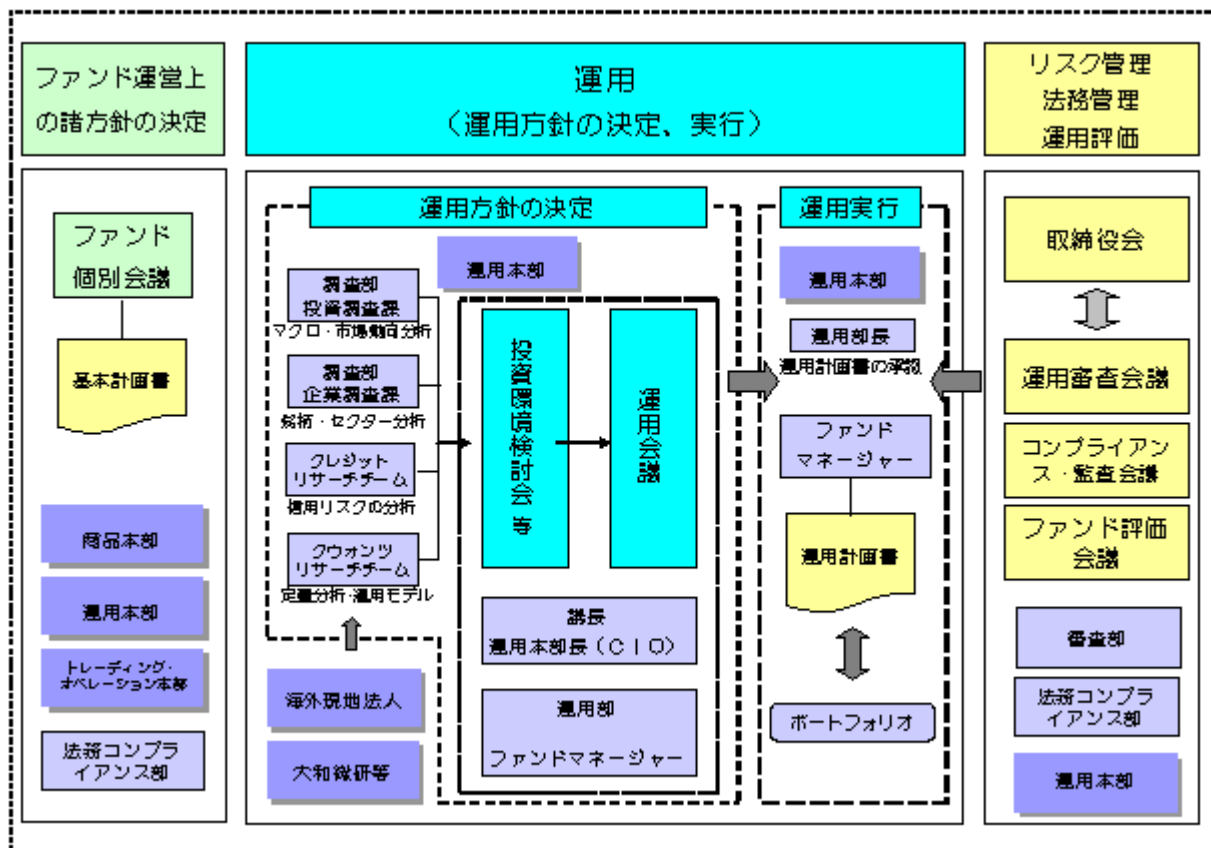 ファンド運営上
の諸方針の決定
ファンド
個別会議
基本計画書
商品本部
運用本部
トレーディング・
オペレーション本部
法務コンプラ
イアンス部
運用
（運用方針の決定、実行）
運用方針の決定
運用本部
調査部
投資調査課
マクロ・市場動向分析
調査部
企業調査課
銘柄・セクター分析
クレジット
リサーチチーム
信用リスクの分析
クウォンツ
リサーチチーム
定量分析・運用モデル
海外現地法人
大和総研等
投資環境検討会 等
運用会議
議長
運用本部長（ＣＩＯ）
運用部
ファンドマネージャー
運用実行
運用本部
運用部長
運用計画書の承認
ファンド
マネージャー
運用計画書
ポートフォリオ
リスク管理
法務管理
運用評価
取締役会
運用審査会議
コンプライアン
ス・監査会議
ファンド評価
会議
審査部
法務コンプラ
イアンス部
運用本部